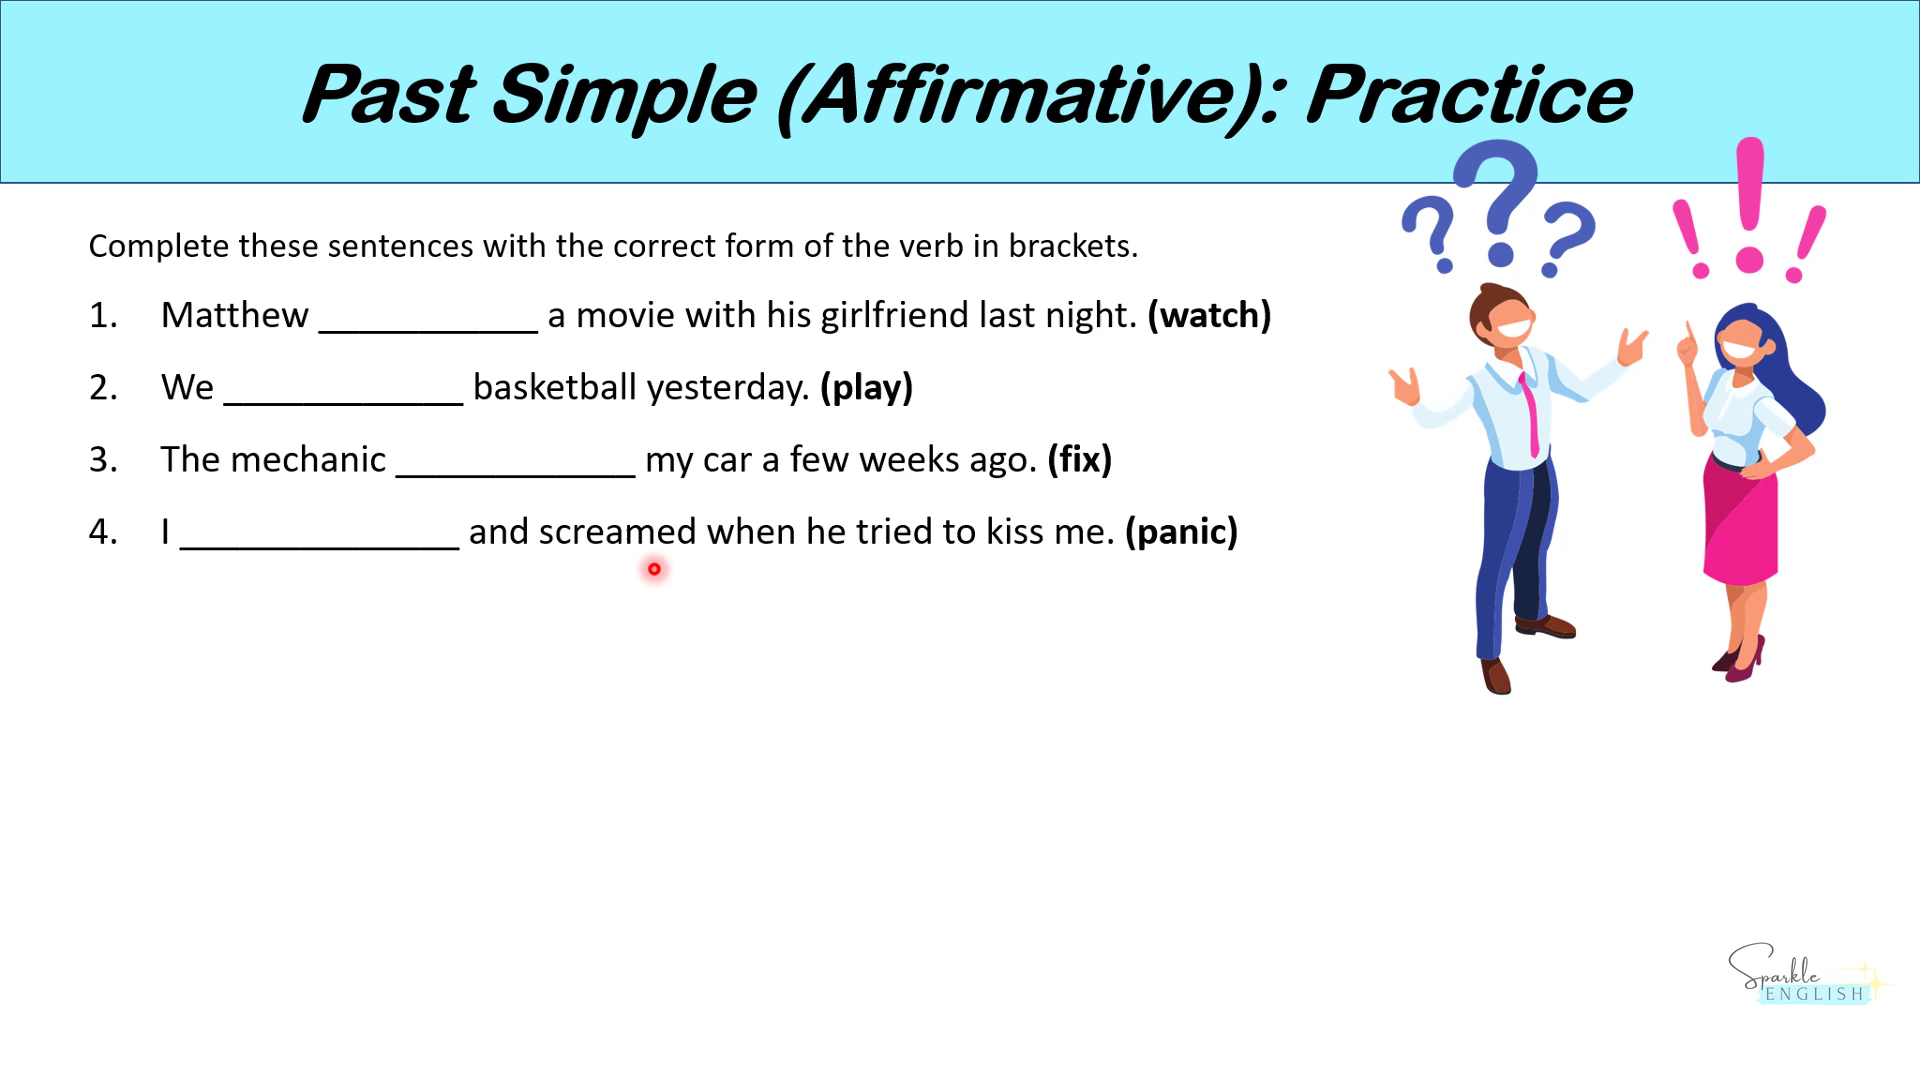 Past Simple (Affirmative): Practice
Complete these sentences with the correct form of the verb in brackets.
1. Matthew ___________ a movie with his girlfriend last night. (watch)
2. We ____________ basketball yesterday. (play)
3. The mechanic ____________ my car a few weeks ago. (fix)
4. I ______________ and screamed when he tried to kiss me. (panic)
Sparkle
ENGLISH